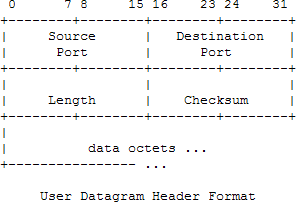 0      7 8     15 16    23 24    31
+--------+--------+--------+--------+
|     Source      |   Destination   |
|      Port       |      Port       |
+--------+--------+--------+--------+
|                 |                 |
|     Length      |    Checksum     |
+--------+--------+--------+--------+
|
|          data octets ...
+---------------- ...
User Datagram Header Format